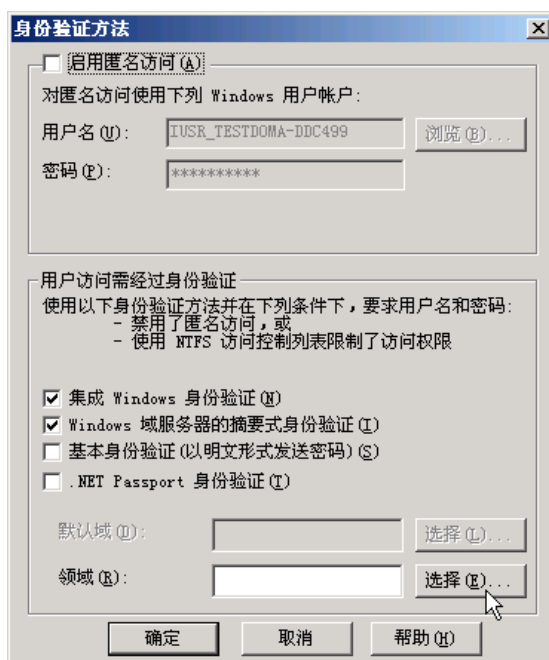 身份验证方法
启用匿名访问(A)
对匿名访问使用下列 Windows 用户帐户:
用户名(U): IUSR_TESTDOMA-DDC499 浏览(B)...
密码(P): **********
用户访问需经过身份验证
使用以下身份验证方法并在下列条件下，要求用户名和密码:
- 禁用了匿名访问，或
- 使用 NTFS 访问控制列表限制了访问权限
集成 Windows 身份验证(N)
Windows 域服务器的摘要式身份验证(I)
基本身份验证(以明文形式发送密码)(S)
.NET Passport 身份验证(T)
默认域(D): 选择(L)...
领域(R): 选择(E)...
确定 取消 帮助(H)